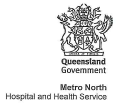 Queensland
Government
Metro North
Hospital and Health Service